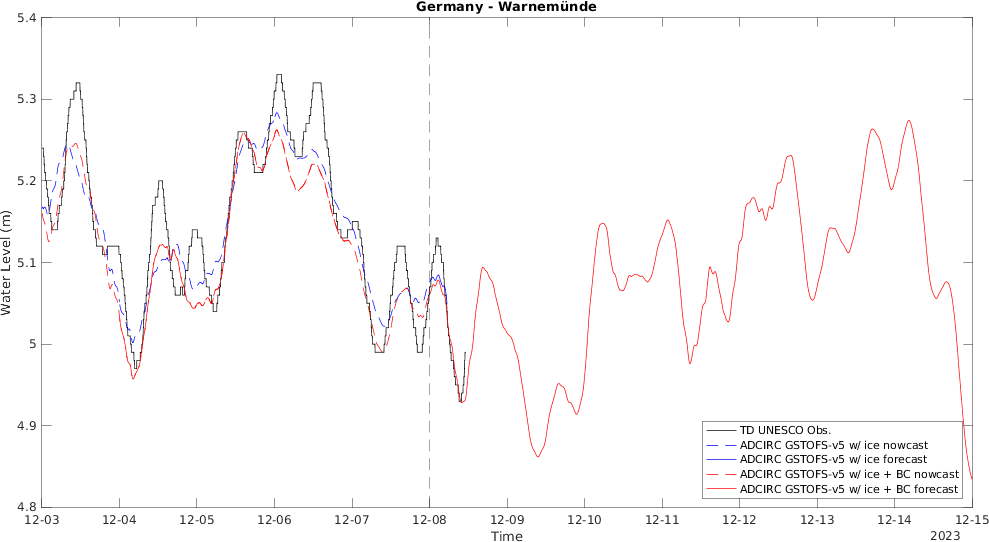 Germany - Warnemünde
5.4
5.3
5.2
5.1
5
4.9
4.8
Water Level (m)
TD UNESCO Obs.
ADCIRC GSTOFS-v5 w/ ice nowcast
ADCIRC GSTOFS-v5 w/ ice forecast
ADCIRC GSTOFS-v5 w/ ice + BC nowcast
ADCIRC GSTOFS-v5 w/ ice + BC forecast
12-03 12-04 12-05 12-06 12-07 12-08 12-09 12-10 12-11 12-12 12-13 12-14 12-15
Time
2023